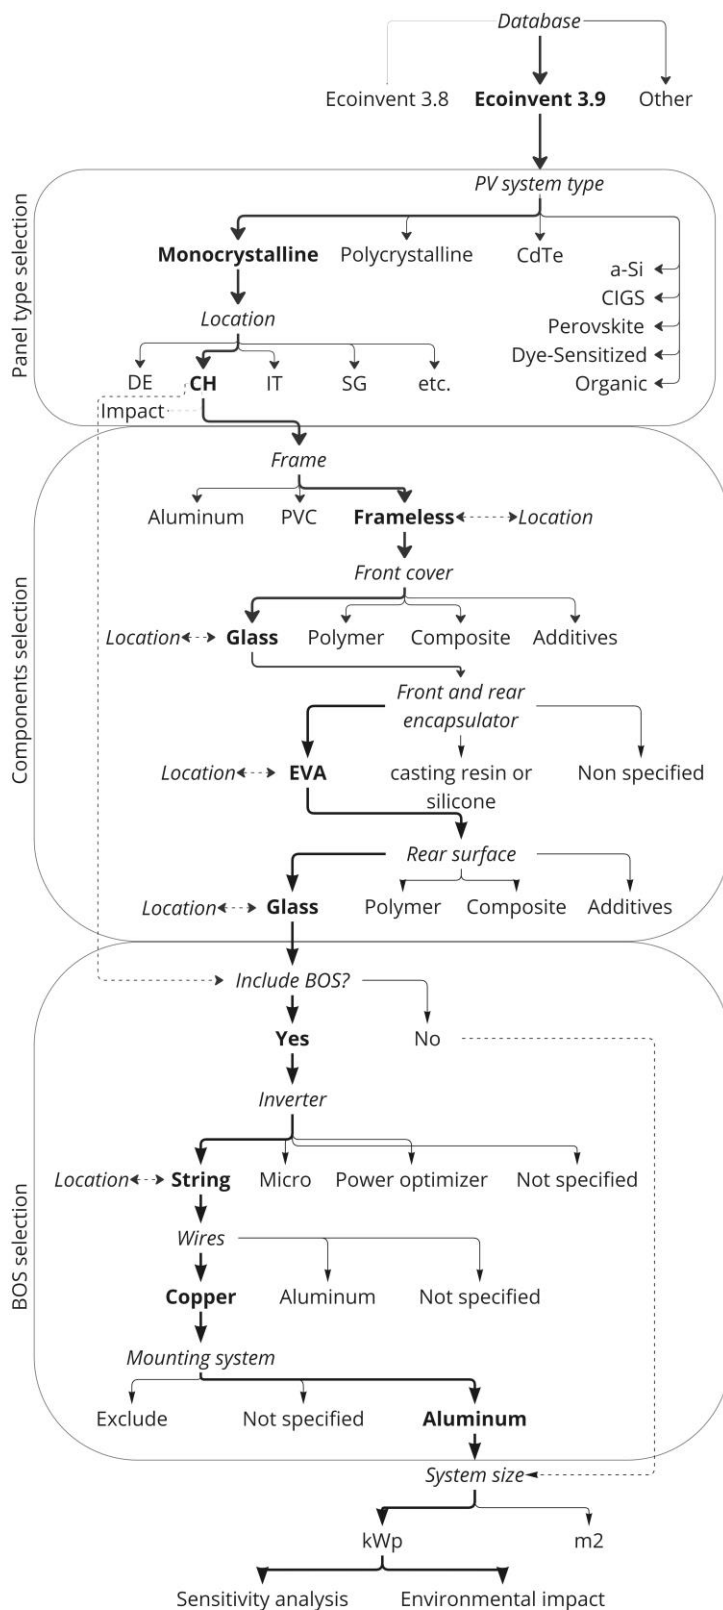 Database
Ecoinvent 3.8
Ecoinvent 3.9
Other
Panel type selection
PV system type
Monocrystalline
Polycrystalline
CdTe
a-Si
CIGS
Perovskite
Dye-Sensitized
Organic
Location
DE
CH
IT
SG
etc.
Impact
Components selection
Frame
Aluminum
PVC
Frameless
Location
Front cover
Location
Glass
Polymer
Composite
Additives
Front and rear
encapsulator
Location
EVA
casting resin or
silicone
Non specified
Rear surface
Location
Glass
Polymer
Composite
Additives
BOS selection
Include BOS?
Yes
No
Inverter
Location
String
Micro
Power optimizer
Not specified
Wires
Copper
Aluminum
Not specified
Mounting system
Exclude
Not specified
Aluminum
System size
kWp
m2
Sensitivity analysis
Environmental impact